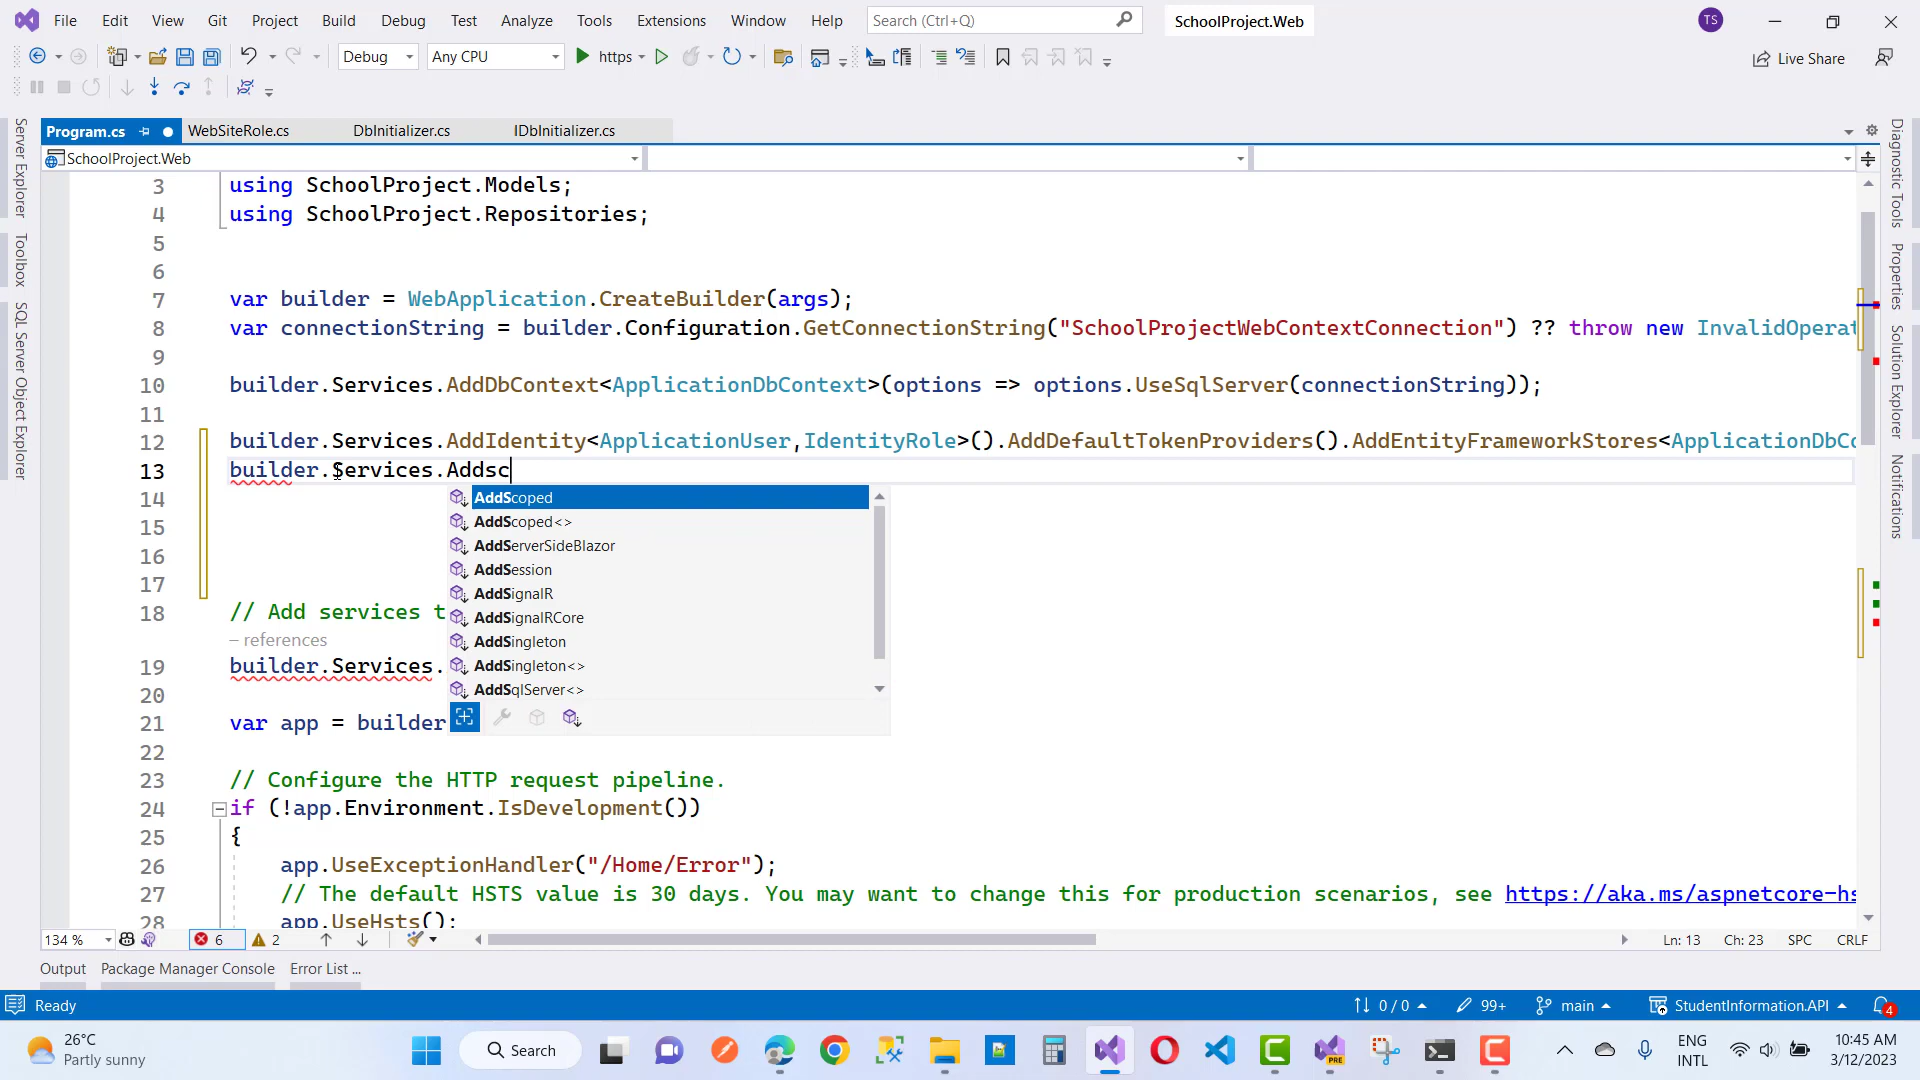 File Edit View Git Project Build Debug Test Analyze Tools Extensions Window Help Search (Ctrl+Q) SchoolProject.Web TS
Debug Any CPU https Live Share
Program.cs WebSiteRole.cs DbInitializer.cs IDbInitializer.cs
SchoolProject.Web
3 using SchoolProject.Models;
4 using SchoolProject.Repositories;
5
6
7 var builder = WebApplication.CreateBuilder(args);
8 var connectionString = builder.Configuration.GetConnectionString("SchoolProjectWebContextConnection") ?? throw new InvalidOperat
9
10 builder.Services.AddDbContext<ApplicationDbContext>(options => options.UseSqlServer(connectionString));
11
12 builder.Services.AddIdentity<ApplicationUser,IdentityRole>().AddDefaultTokenProviders().AddEntityFrameworkStores<ApplicationDbCo
13 builder.Services.Addsc
14 AddScoped
15 AddScoped<>
AddServerSideBlazor
16 AddSession
17 AddSignalR
18 // Add services t AddSignalRCore
– references AddSingleton
19 builder.Services. AddSingleton<>
20 AddSqlServer<>
21 var app = builder
22
23 // Configure the HTTP request pipeline.
24 if (!app.Environment.IsDevelopment())
25 {
26 app.UseExceptionHandler("/Home/Error");
27 // The default HSTS value is 30 days. You may want to change this for production scenarios, see https://aka.ms/aspnetcore-hs
28 app.UseHsts();
134 % 6 2 Ln: 13 Ch: 23 SPC CRLF
Output Package Manager Console Error List ...
Ready 0 / 0 99+ main StudentInformation.API 4
26°C
Partly sunny
Search
PRE
ENG
INTL
10:45 AM
3/12/2023
Server Explorer
Toolbox
SQL Server Object Explorer
Diagnostic Tools
Properties
Solution Explorer
Notifications